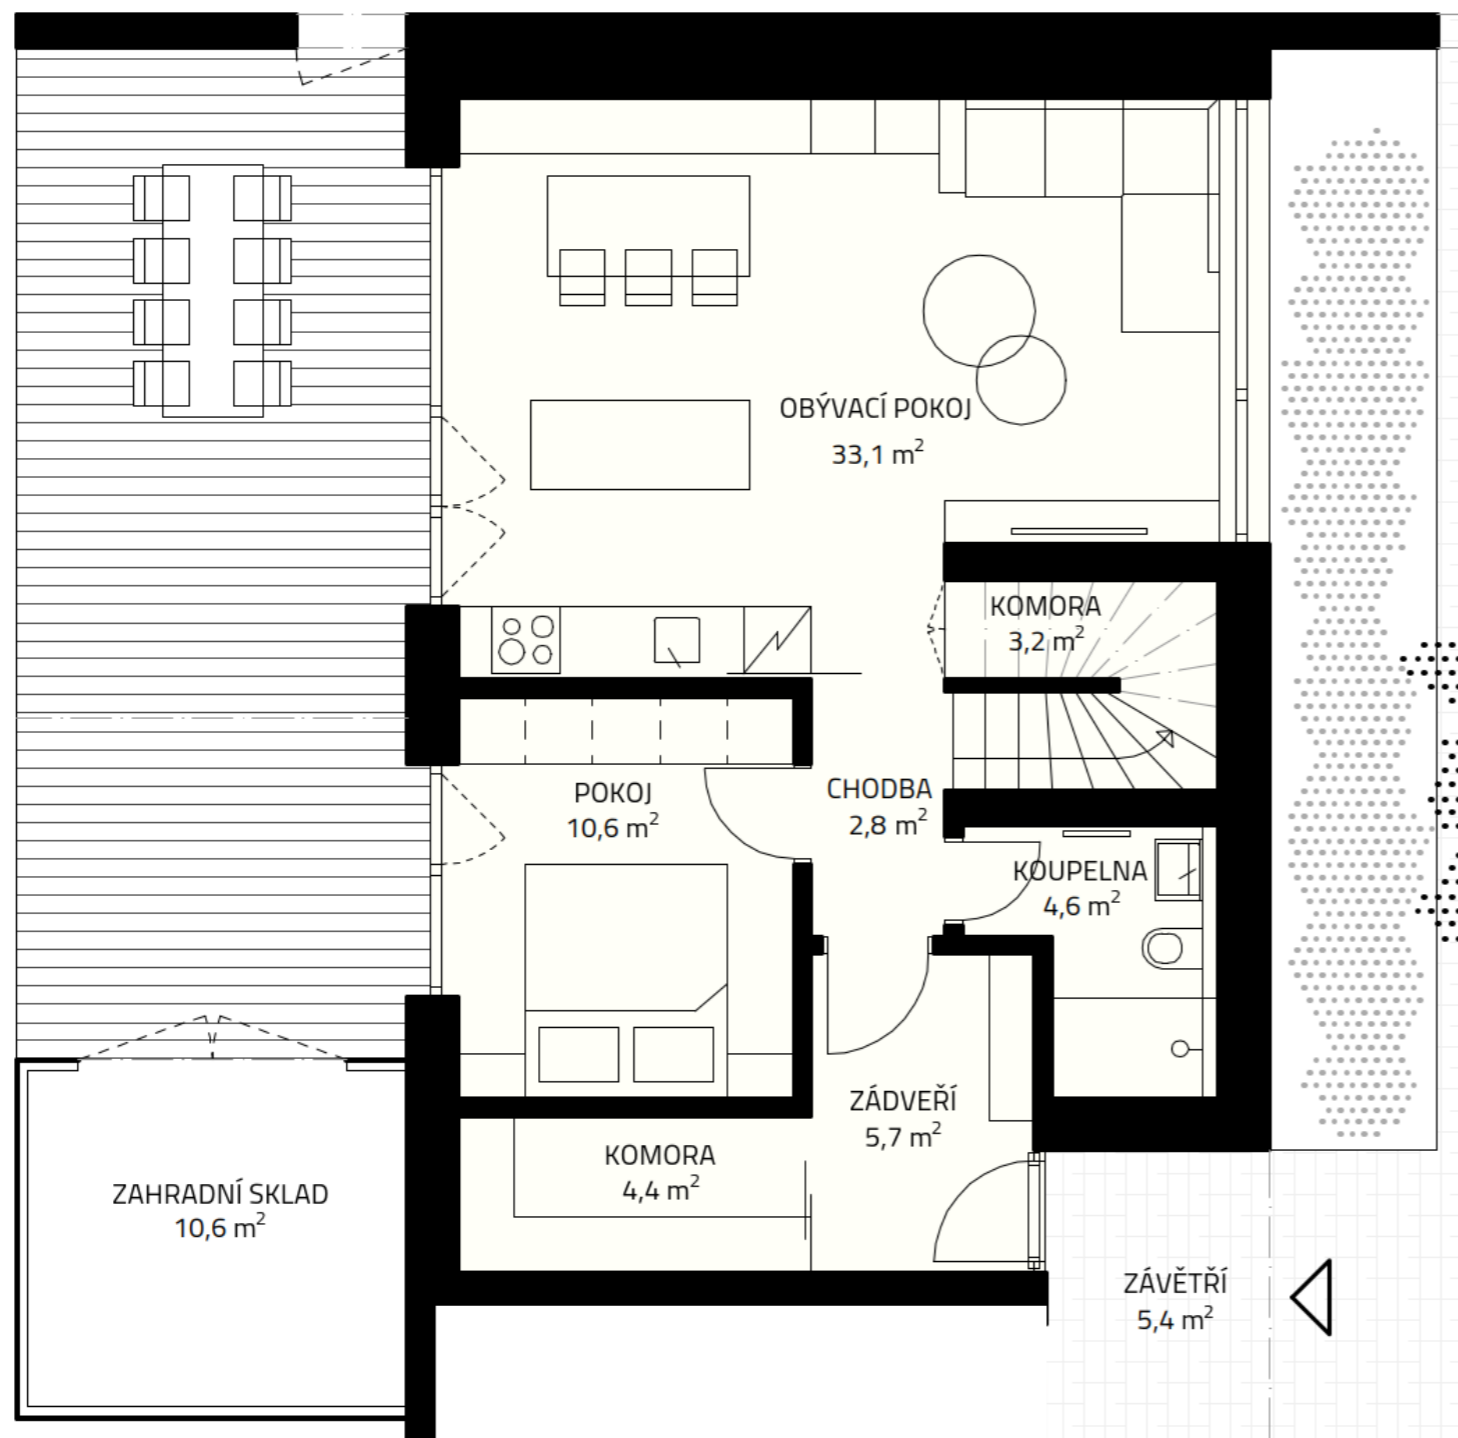 OBÝVACÍ POKOJ
33,1 m²
KOMORA
3,2 m²
POKOJ
10,6 m²
CHODBA
2,8 m²
KOUPELNA
4,6 m²
ZÁDVEŘÍ
5,7 m²
KOMORA
4,4 m²
ZAHRADNÍ SKLAD
10,6 m²
ZÁVĚTŘÍ
5,4 m²